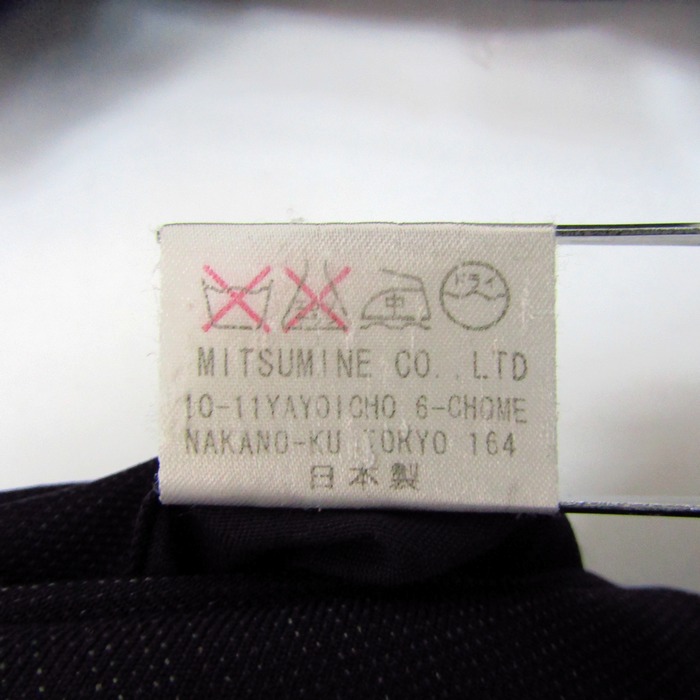 中 ドライ
MITSUMINE CO., LTD
10-11YAYOICHO 6-CHOME
NAKANO-KU TOKYO 164
日本製